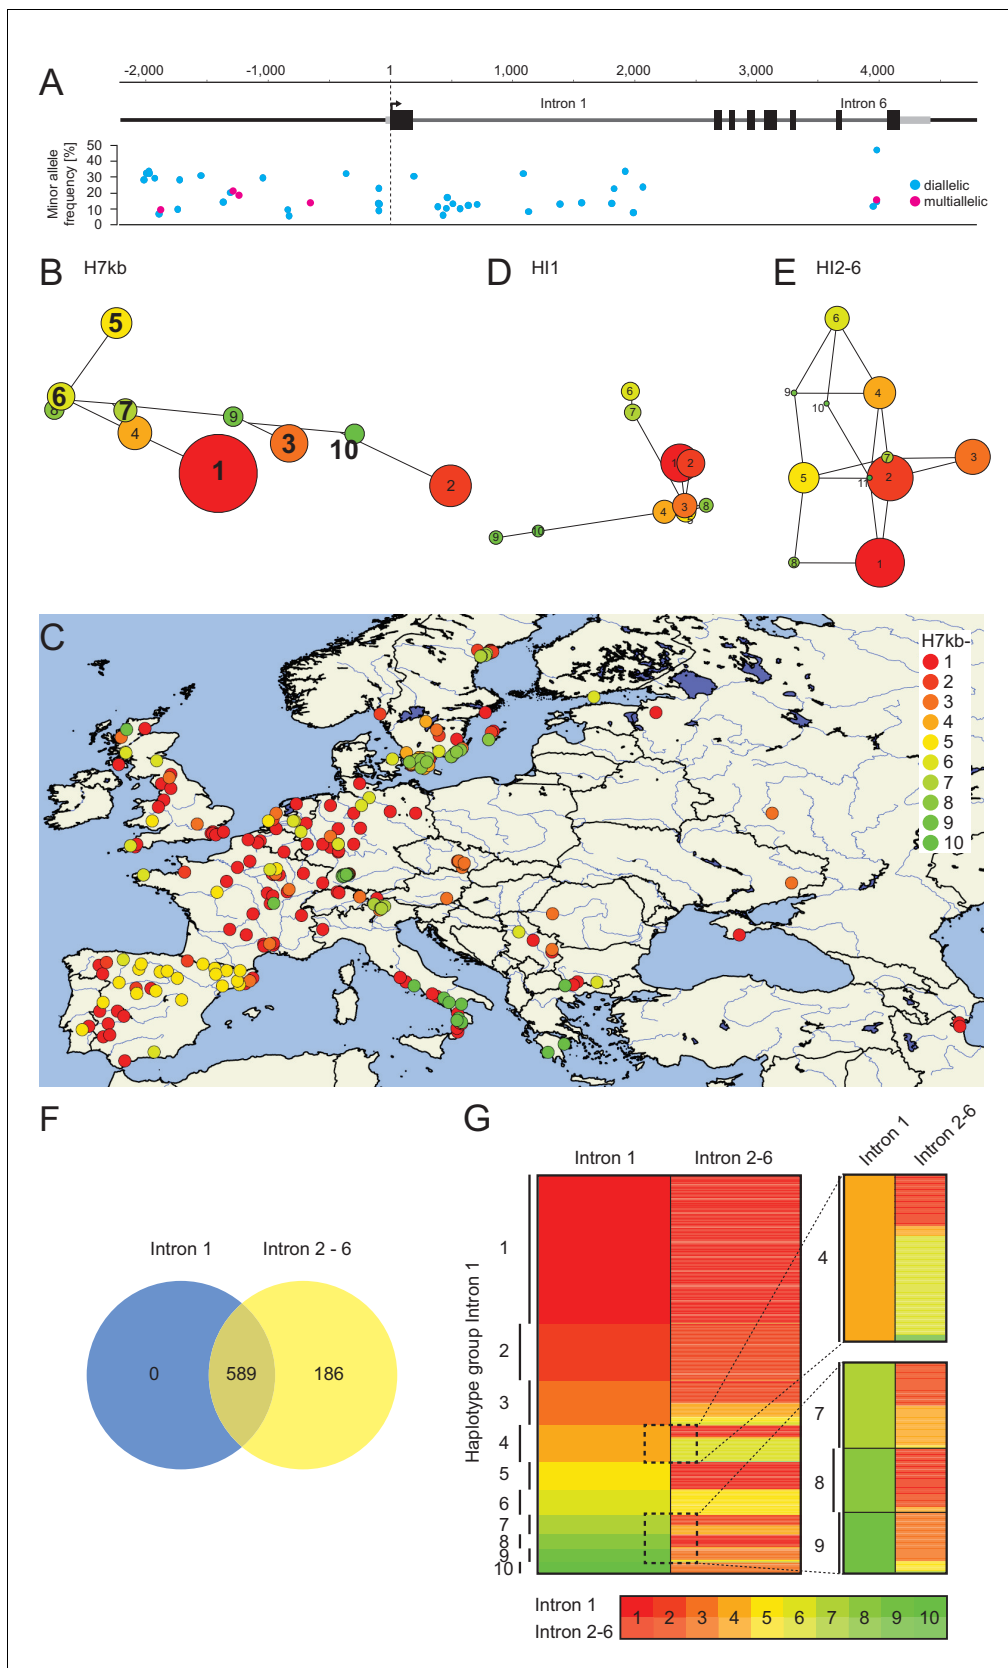 A
-2,000 -1,000 1 1,000 2,000 3,000 4,000
Intron 1 Intron 6
Minor allele
frequency [%]
50
40
30
20
10
0
diallelic
multiallelic
B H7kb
5
6
8
7
4
9
1
3
10
2
D HI1
6
7
1
2
3
4
5
8
9
10
E HI2-6
6
9
10
4
5
7
3
11
2
8
1
C
H7kb-
1
2
3
4
5
6
7
8
9
10
F
Intron 1 Intron 2 - 6
0 589 186
G
Intron 1 Intron 2-6
Haplotype group Intron 1
1
2
3
4
5
6
7
8
9
10
Intron 1
Intron 2-6
4
7
8
9
Intron 1
Intron 2-6
1 2 3 4 5 6 7 8 9 10